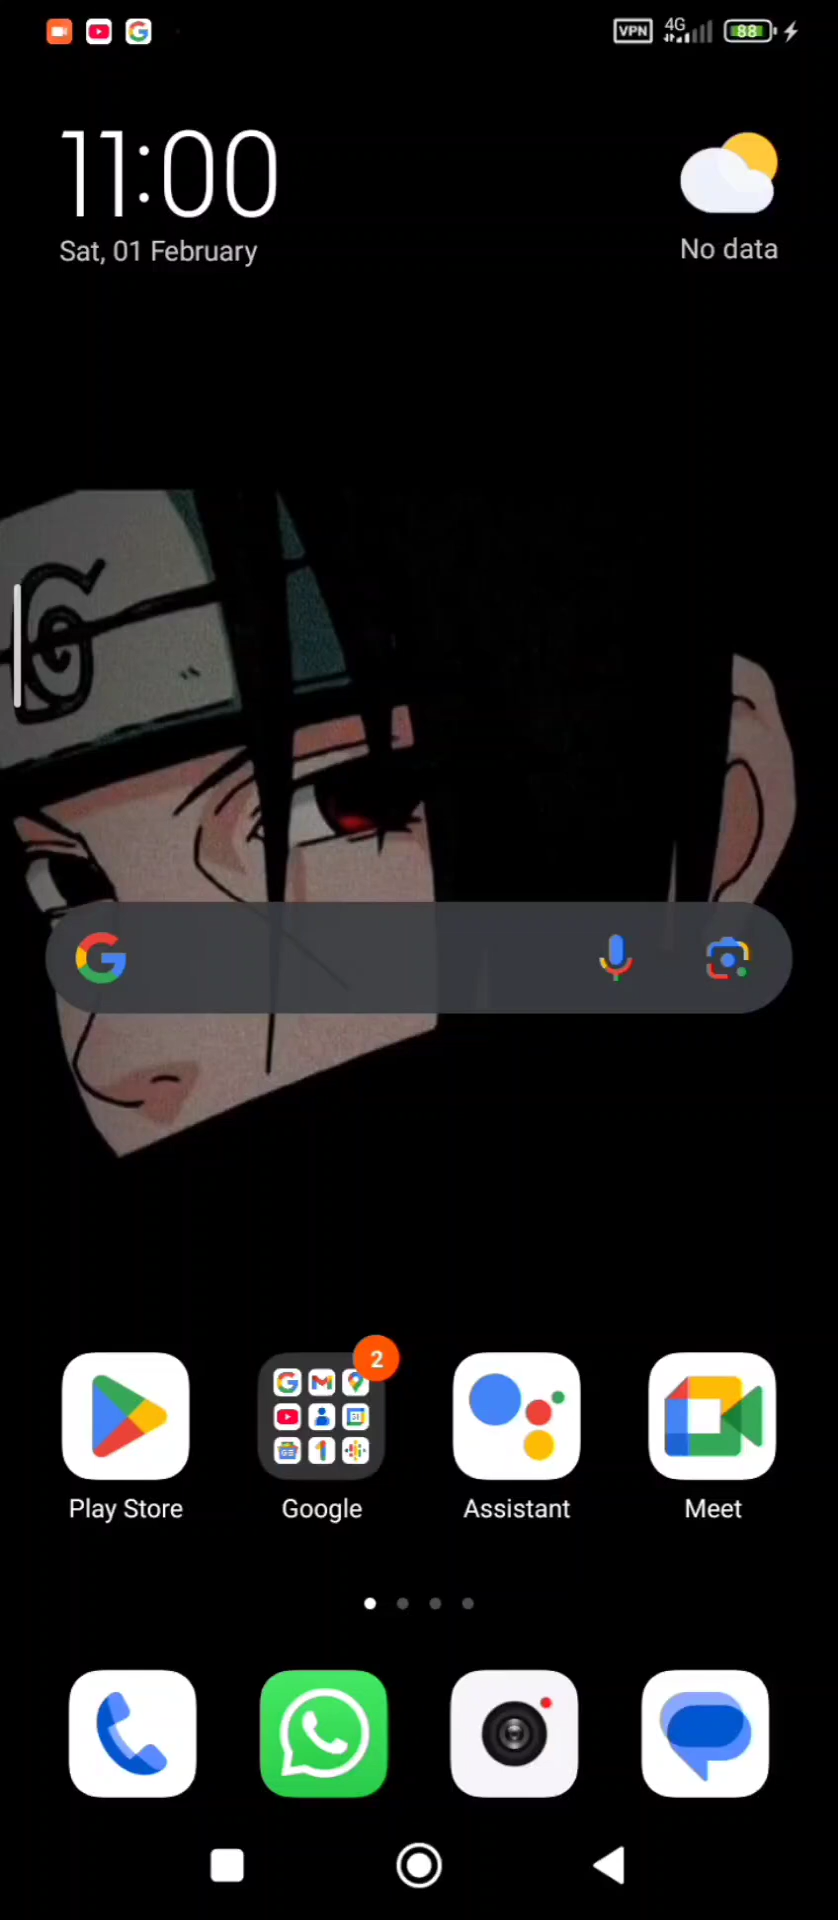 VPN 4G 88
11:00
Sat, 01 February
No data
2
Play Store
Google
Assistant
Meet